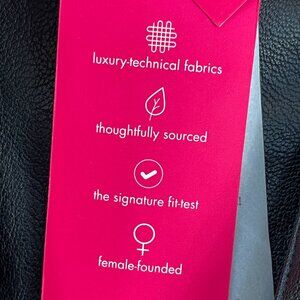 luxury-technical fabrics
thoughtfully sourced
the signature fit-test
female-founded